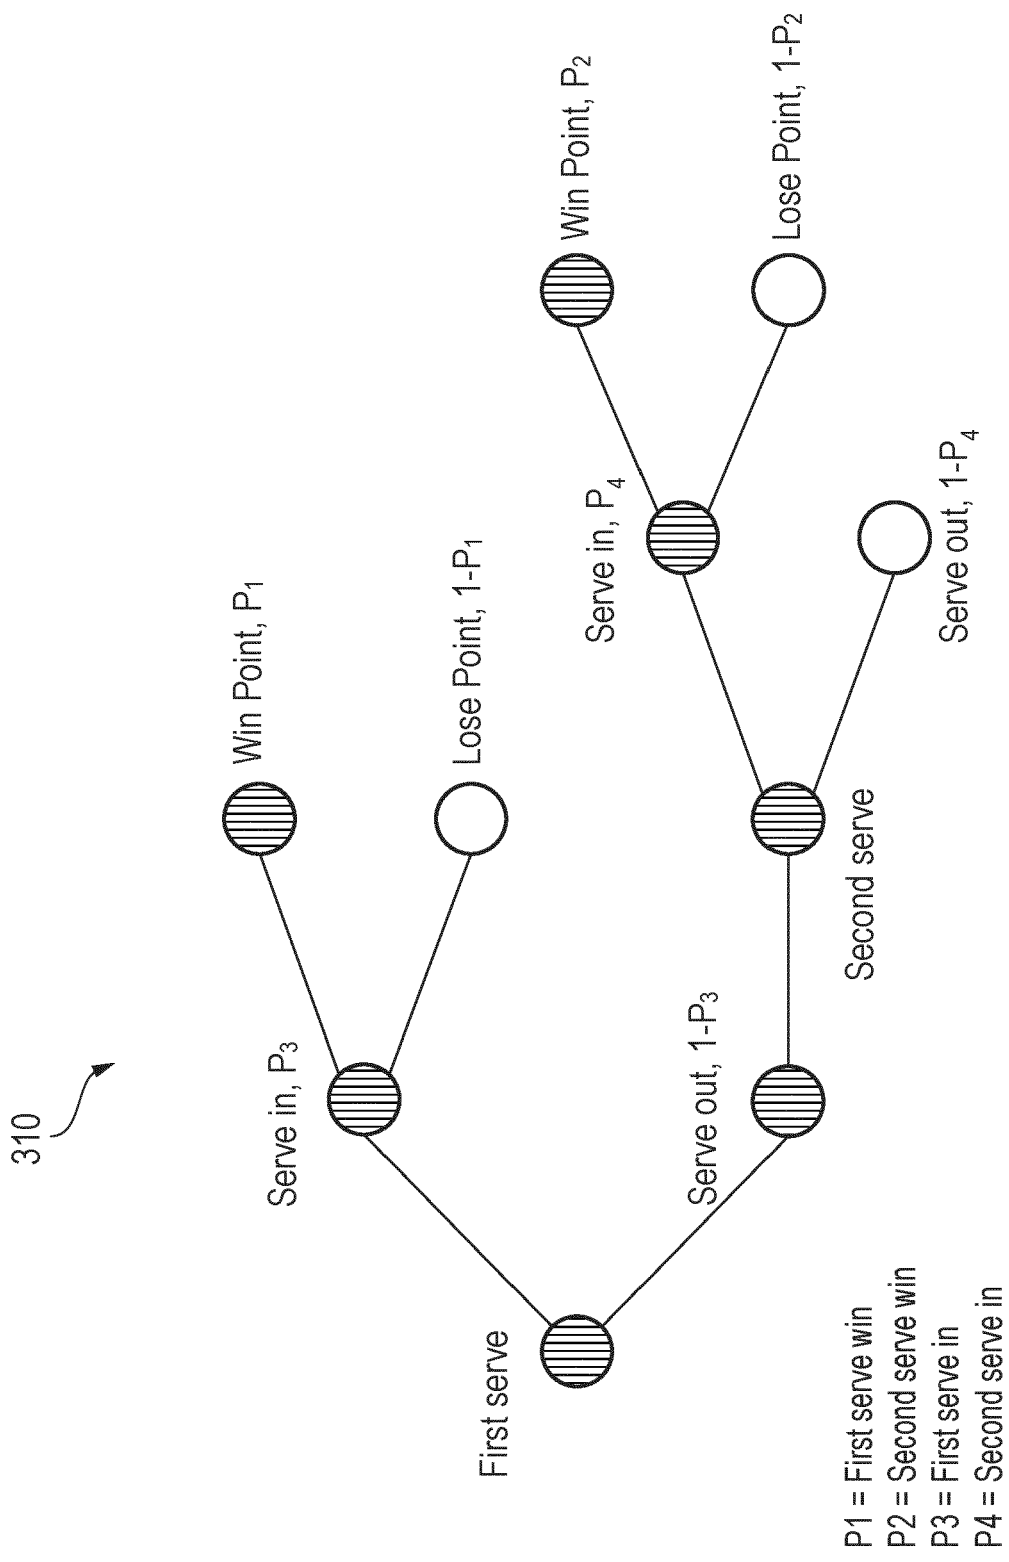 310
First serve
Serve in, P3
Win Point, P1
Lose Point, 1-P1
Serve out, 1-P3
Second serve
Serve in, P4
Win Point, P2
Lose Point, 1-P2
Serve out, 1-P4
P1 = First serve win
P2 = Second serve win
P3 = First serve in
P4 = Second serve in